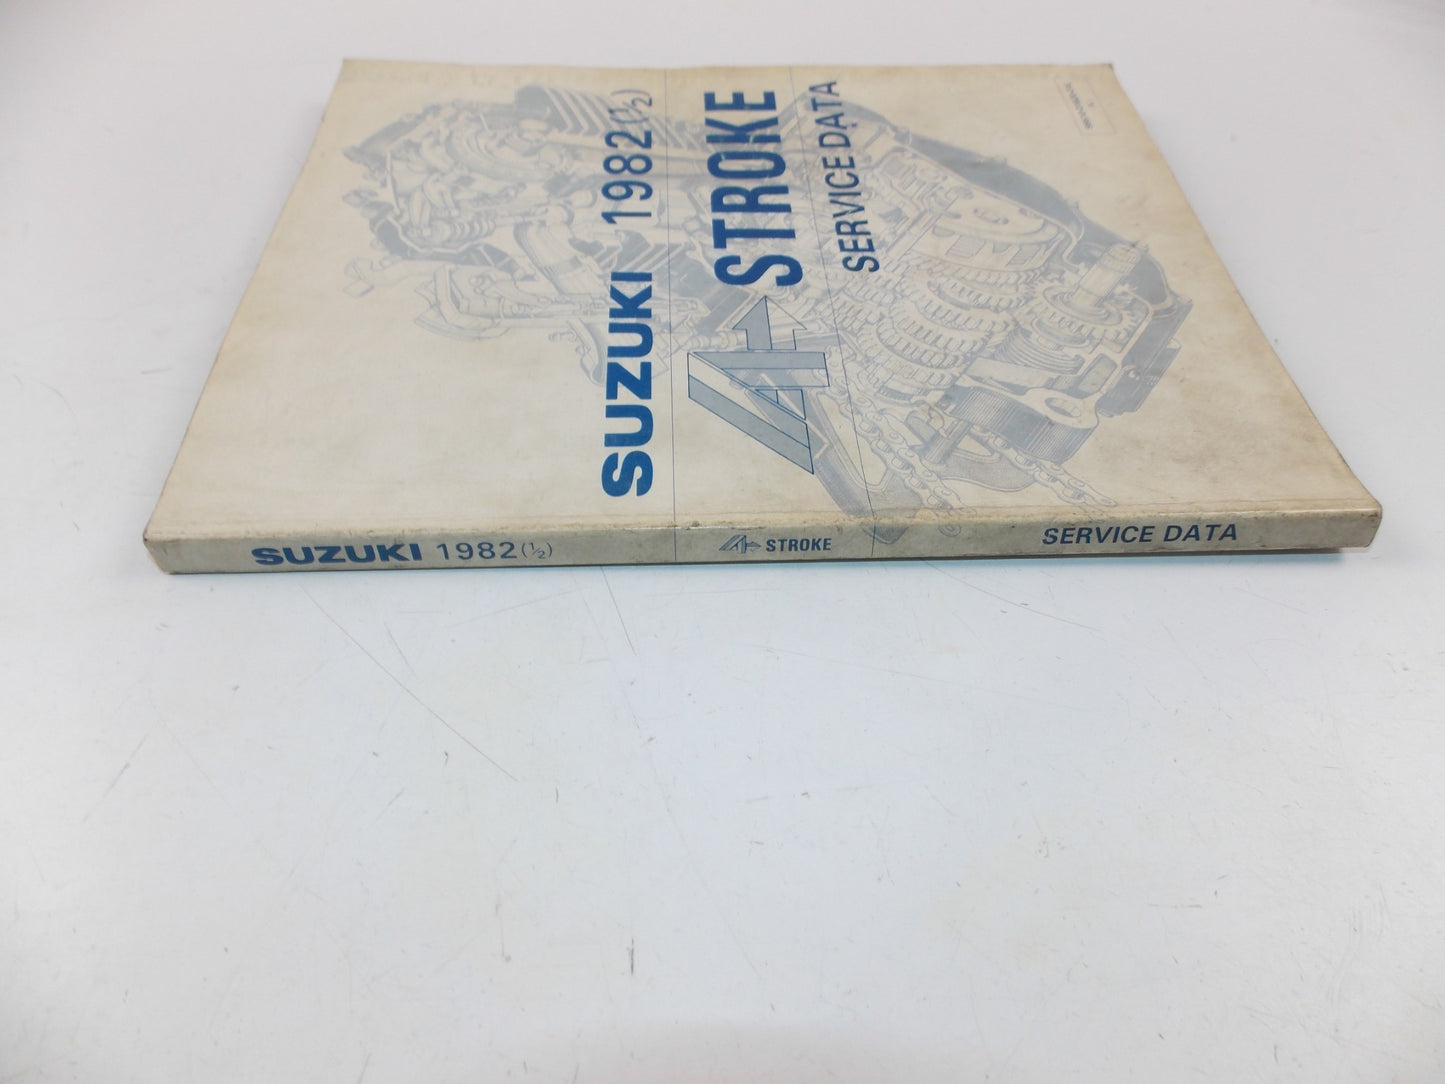 SUZUKI 1982(½)
4 STROKE
SERVICE DATA
SUZUKI 1982(½)
4 STROKE
SERVICE DATA